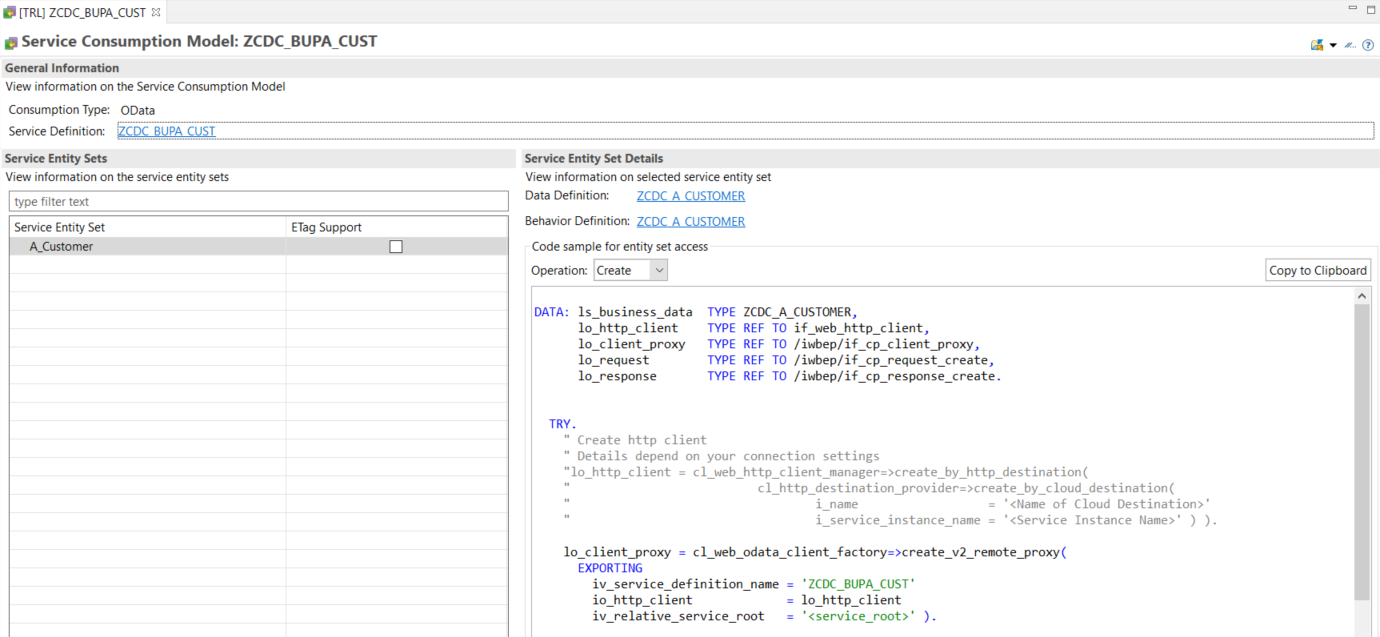 [TRL] ZCDC_BUPA_CUST
Service Consumption Model: ZCDC_BUPA_CUST
General Information
View information on the Service Consumption Model
Consumption Type: OData
Service Definition: ZCDC_BUPA_CUST
Service Entity Sets
View information on the service entity sets
type filter text
Service Entity Set ETag Support
A_Customer
Service Entity Set Details
View information on selected service entity set
Data Definition: ZCDC_A_CUSTOMER
Behavior Definition: ZCDC_A_CUSTOMER
Code sample for entity set access
Operation: Create Copy to Clipboard
DATA: ls_business_data TYPE ZCDC_A_CUSTOMER,
lo_http_client TYPE REF TO if_web_http_client,
lo_client_proxy TYPE REF TO /iwbep/if_cp_client_proxy,
lo_request TYPE REF TO /iwbep/if_cp_request_create,
lo_response TYPE REF TO /iwbep/if_cp_response_create.
TRY.
" Create http client
" Details depend on your connection settings
"lo_http_client = cl_web_http_client_manager=>create_by_http_destination(
" cl_http_destination_provider=>create_by_cloud_destination(
" i_name = '<Name of Cloud Destination>'
" i_service_instance_name = '<Service Instance Name>' ) ).
lo_client_proxy = cl_web_odata_client_factory=>create_v2_remote_proxy(
EXPORTING
iv_service_definition_name = 'ZCDC_BUPA_CUST'
io_http_client = lo_http_client
iv_relative_service_root = '<service_root>' ).